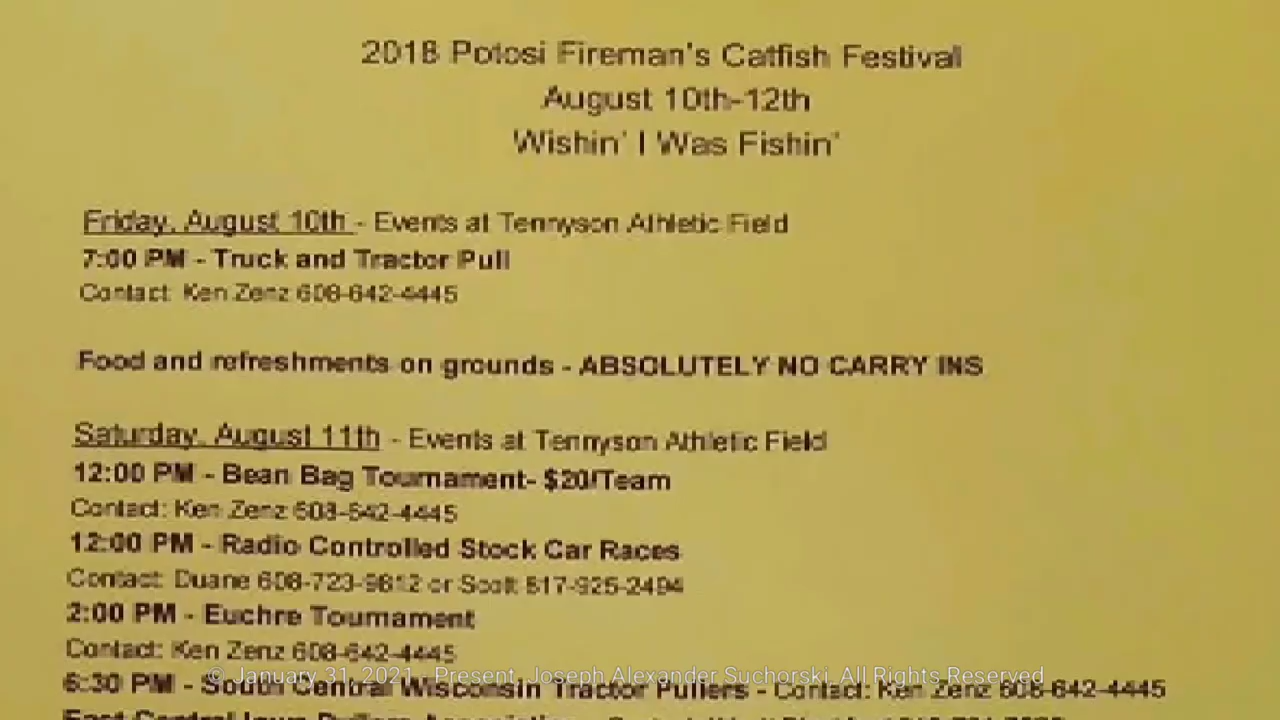 2018 Potosi Fireman's Catfish Festival
August 10th-12th
Wishin' I Was Fishin'
Friday, August 10th - Events at Tennyson Athletic Field
7:00 PM - Truck and Tractor Pull
Contact: Ken Zenz 608-642-4445
Food and refreshments on grounds - ABSOLUTELY NO CARRY INS
Saturday, August 11th - Events at Tennyson Athletic Field
12:00 PM - Bean Bag Tournament- $20/Team
Contact: Ken Zenz 608-642-4445
12:00 PM - Radio Controlled Stock Car Races
Contact: Duane 608-723-9812 or Scott
2:00 PM - Euchre Tournament
Contact: Ken Zenz 608-642-4445
© January 31, 2021 - Present, Joseph Alexander Suchorski, All Rights Reserved
6:30 PM - South Central Wisconsin Tractor Pullers - Contact: Ken Zenz 608-642-4445